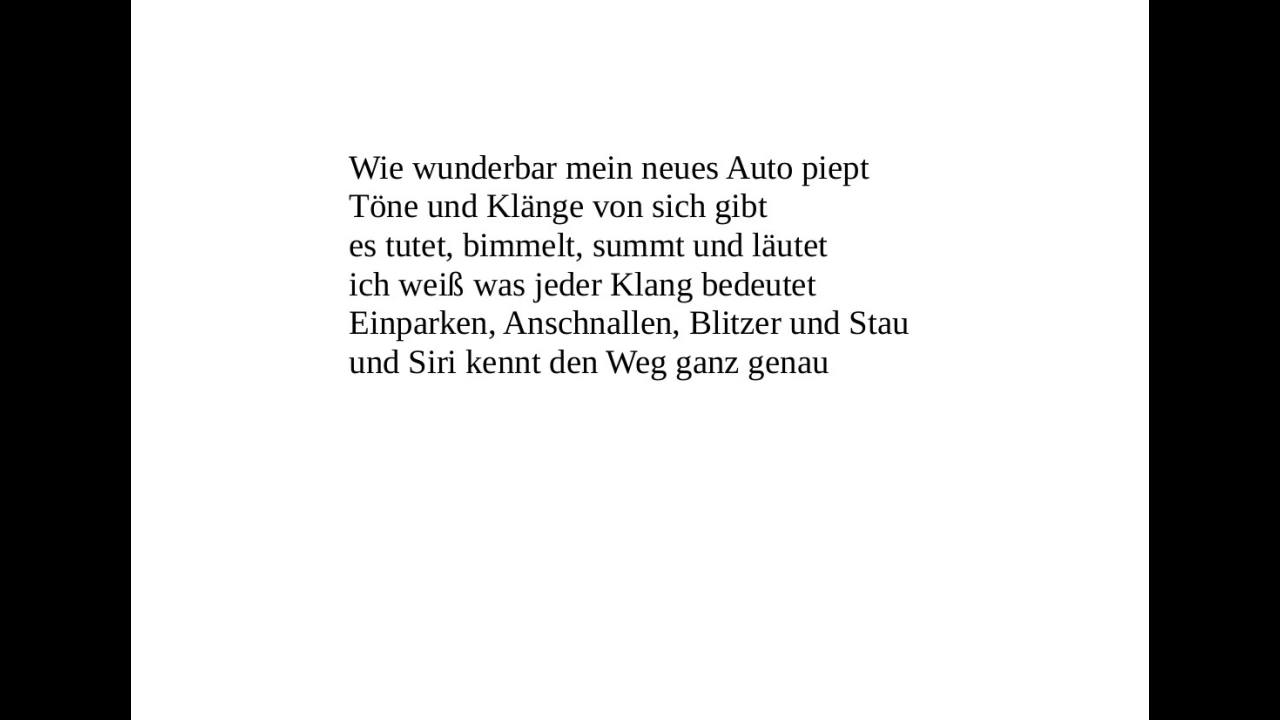 Wie wunderbar mein neues Auto piept
Töne und Klänge von sich gibt
es tutet, bimmelt, summt und läutet
ich weiß was jeder Klang bedeutet
Einparken, Anschnallen, Blitzer und Stau
und Siri kennt den Weg ganz genau